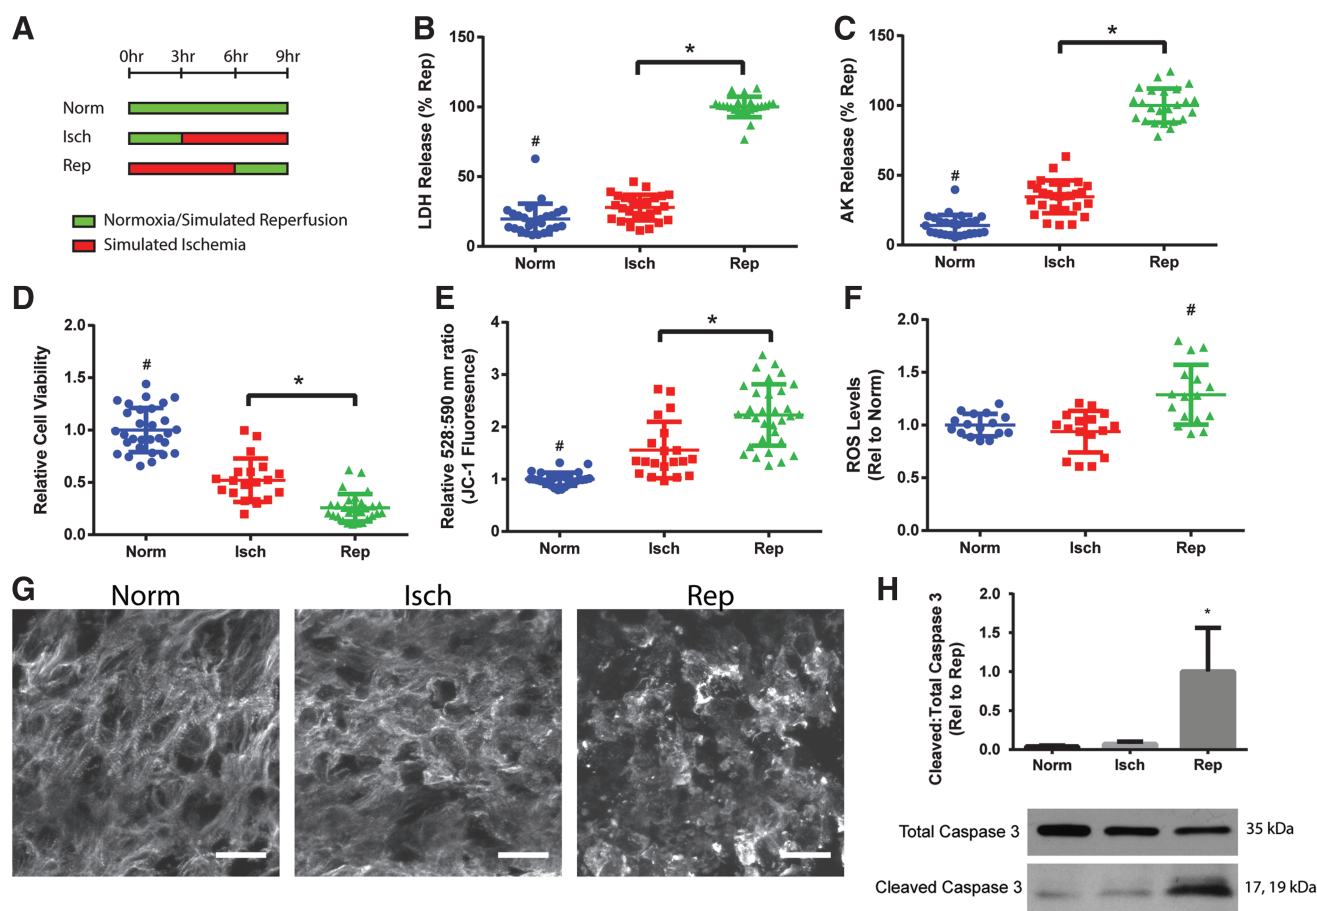 A
0hr 3hr 6hr 9hr
Norm
Isch
Rep
Normoxia/Simulated Reperfusion
Simulated Ischemia
B
LDH Release (% Rep)
150
100
50
0
*
#
Norm Isch Rep
C
AK Release (% Rep)
150
100
50
0
*
#
Norm Isch Rep
D
Relative Cell Viability
2.0
1.5
1.0
0.5
0.0
#
*
Norm Isch Rep
E
Relative 528:590 nm ratio
(JC-1 Fluoresence)
4
3
2
1
0
#
*
Norm Isch Rep
F
ROS Levels
(Rel to Norm)
2.0
1.5
1.0
0.5
0.0
#
Norm Isch Rep
G
Norm Isch Rep
H
Cleaved:Total Caspase 3
(Rel to Rep)
2.0
1.5
1.0
0.5
0.0
*
Norm Isch Rep
Total Caspase 3 35 kDa
Cleaved Caspase 3 17, 19 kDa